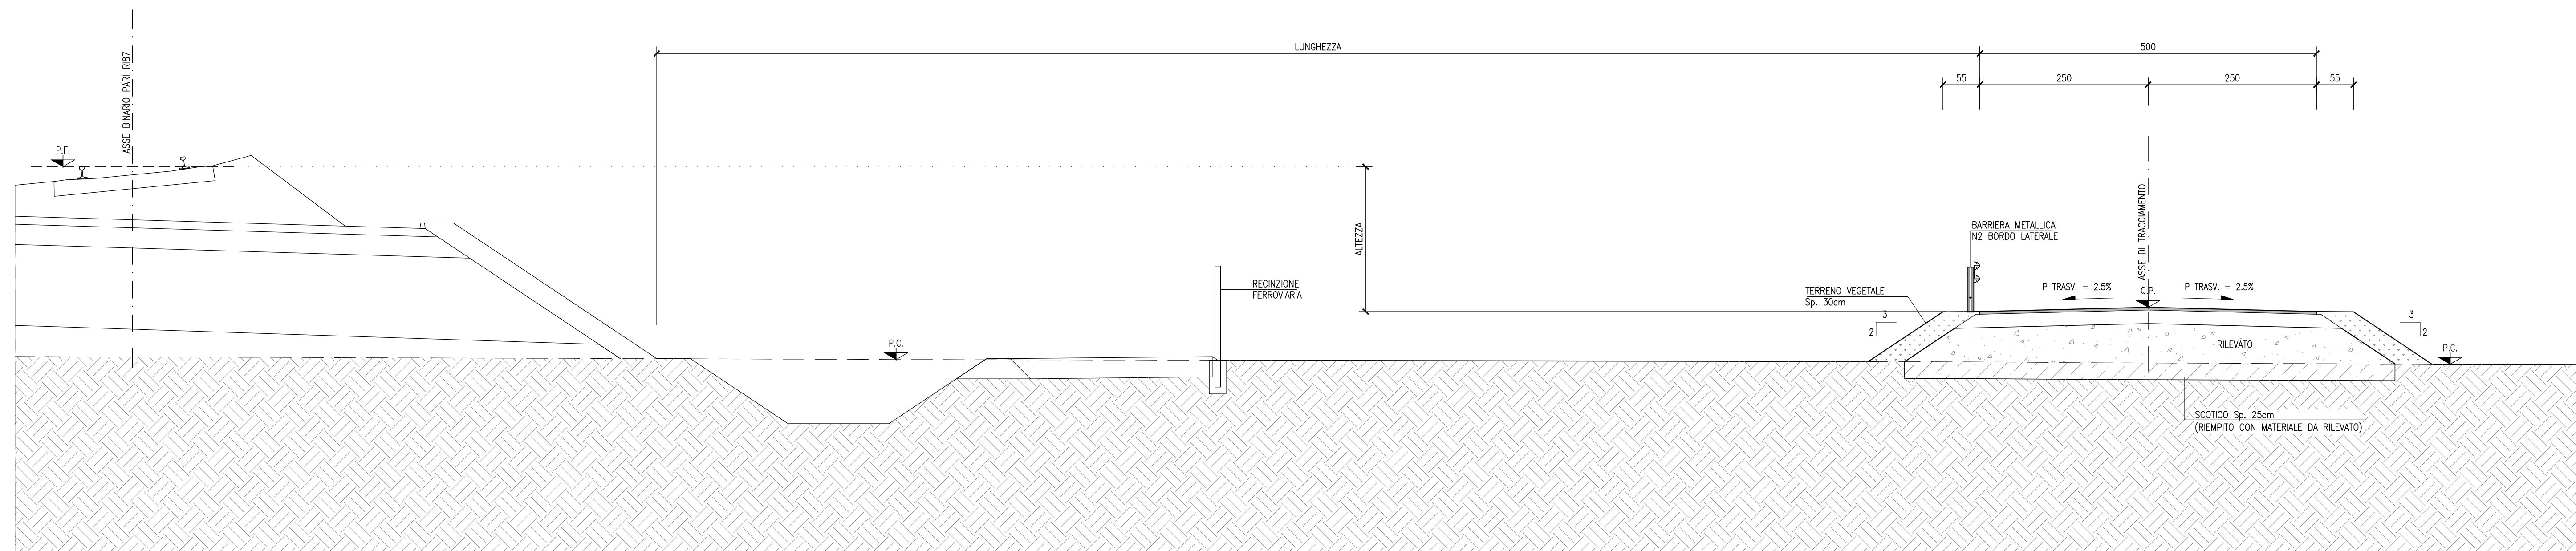 ASSE BINARIO PARI RI87
P.F.
LUNGHEZZA
500
55
250
250
55
ALTEZZA
RECINZIONE
FERROVIARIA
P.C.
BARRIERA METALLICA
N2 BORDO LATERALE
ASSE DI TRACCIAMENTO
TERRENO VEGETALE
Sp. 30cm
P TRASV. = 2.5%
Q.P.
P TRASV. = 2.5%
3
2
3
2
RILEVATO
P.C.
SCOTICO Sp. 25cm
(RIEMPITO CON MATERIALE DA RILEVATO)